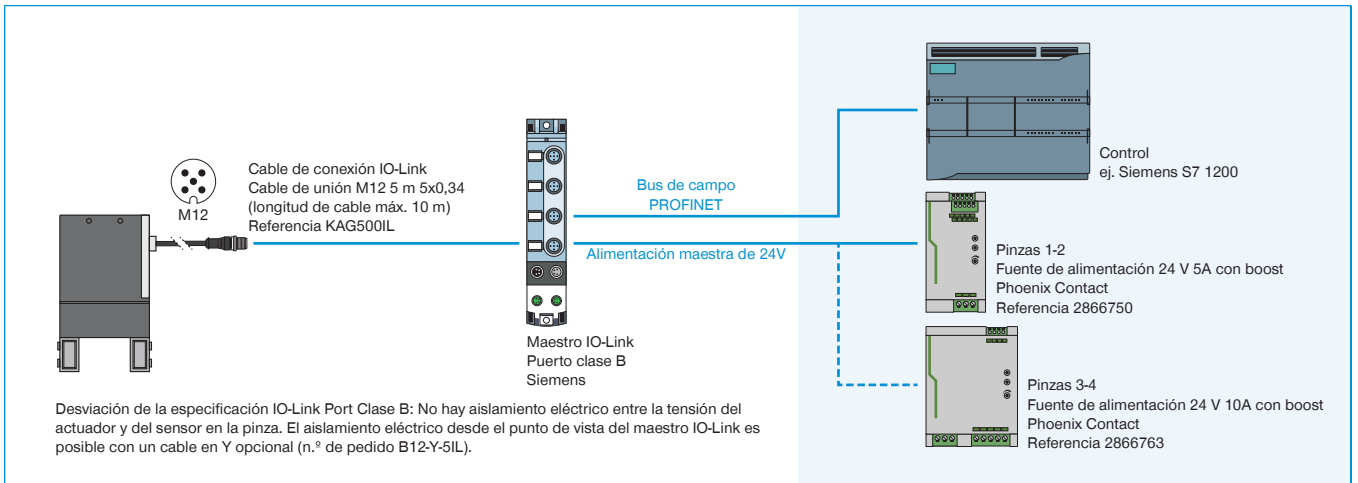 M12
Cable de conexión IO-Link
Cable de unión M12 5 m 5x0,34
(longitud de cable máx. 10 m)
Referencia KAG500IL
Maestro IO-Link
Puerto clase B
Siemens
Bus de campo
PROFINET
Alimentación maestra de 24V
Control
ej. Siemens S7 1200
Pinzas 1-2
Fuente de alimentación 24 V 5A con boost
Phoenix Contact
Referencia 2866750
Pinzas 3-4
Fuente de alimentación 24 V 10A con boost
Phoenix Contact
Referencia 2866763
Desviación de la especificación IO-Link Port Clase B: No hay aislamiento eléctrico entre la tensión del
actuador y del sensor en la pinza. El aislamiento eléctrico desde el punto de vista del maestro IO-Link es
posible con un cable en Y opcional (n.º de pedido B12-Y-5IL).